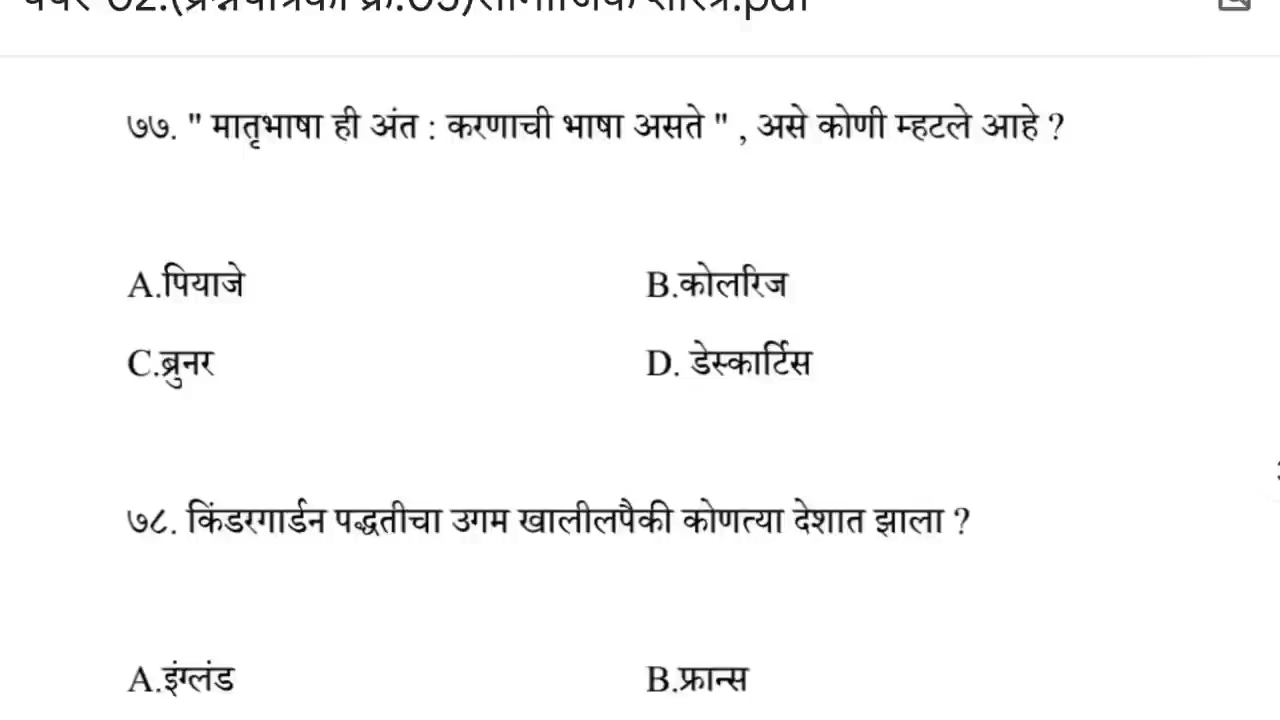 ७७. " मातृभाषा ही अंत : करणाची भाषा असते " , असे कोणी म्हटले आहे ?
A.पियाजे B.कोलरिज
C.ब्रुनर D. डेस्कार्टिस
७८. किंडरगार्डन पद्धतीचा उगम खालीलपैकी कोणत्या देशात झाला ?
A.इंग्लंड B.फ्रान्स